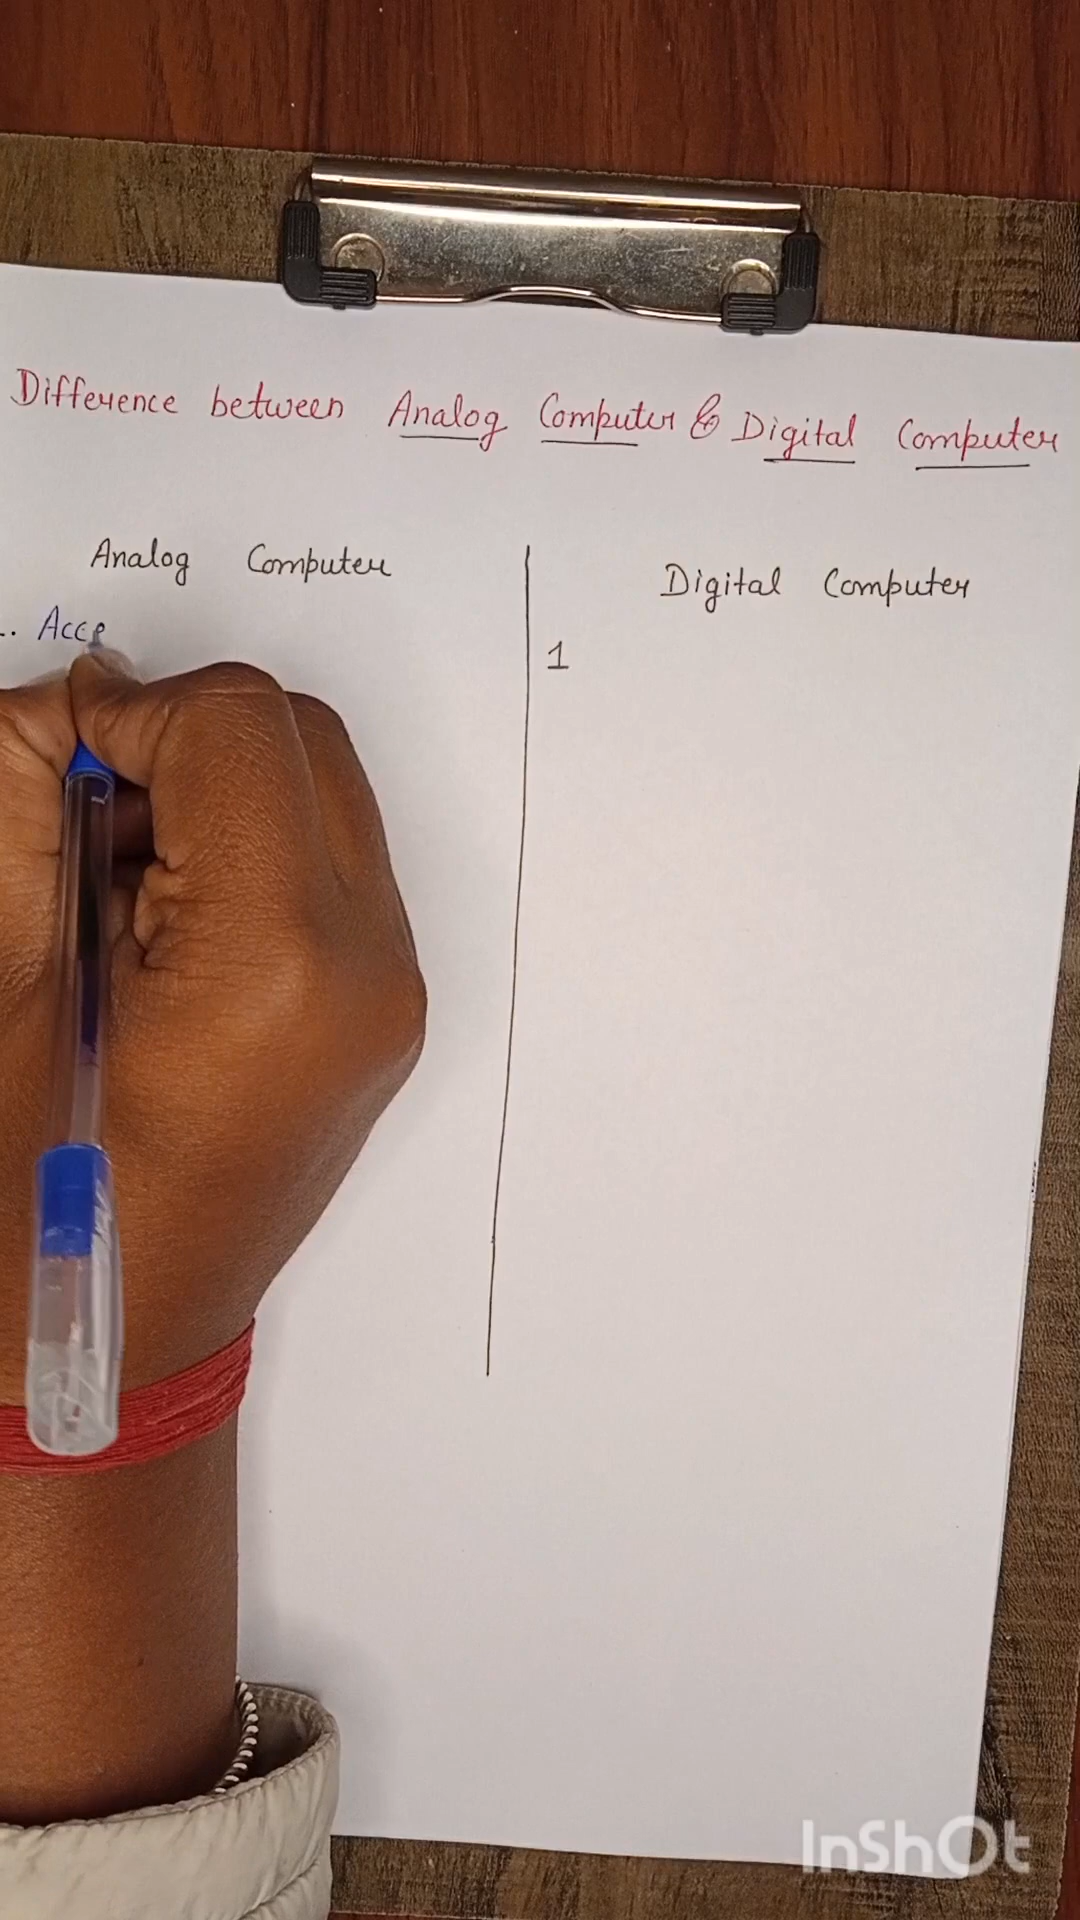 Difference between Analog Computer & Digital Computer
Analog Computer
Digital Computer
Acce
1
InShOt